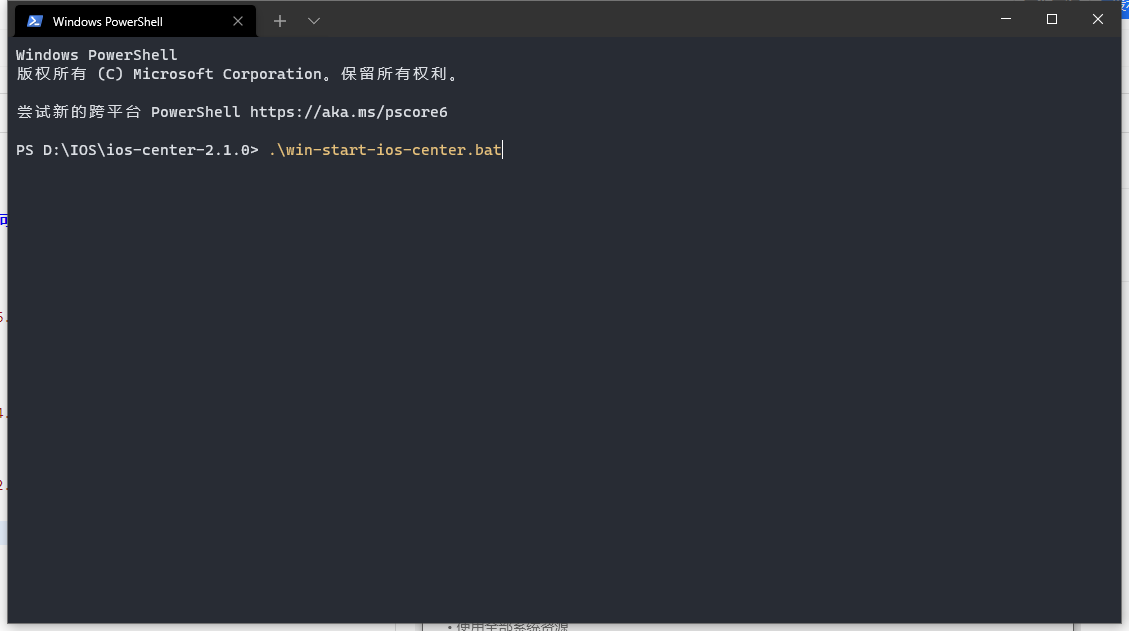 Windows PowerShell
Windows PowerShell
版权所有 (C) Microsoft Corporation。保留所有权利。
尝试新的跨平台 PowerShell https://aka.ms/pscore6
PS D:\IOS\ios-center-2.1.0> .\win-start-ios-center.bat